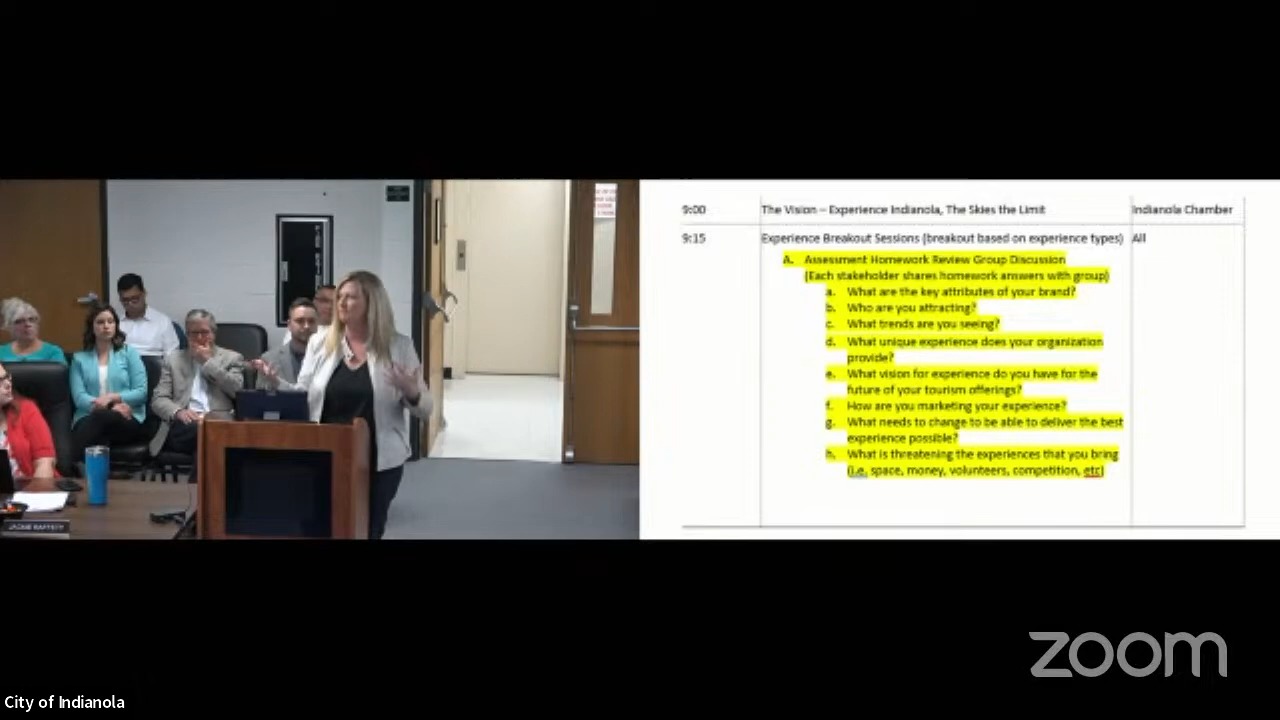 9:00 The Vision – Experience Indianola, The Skies the Limit Indianola Chamber
9:15 Experience Breakout Sessions (breakout based on experience types) All
A. Assessment Homework Review Group Discussion
(Each stakeholder shares homework answers with group)
a. What are the key attributes of your brand?
b. Who are you attracting?
c. What trends are you seeing?
d. What unique experience does your organization
provide?
e. What vision for experience do you have for the
future of your tourism offerings?
f. How are you marketing your experience?
g. What needs to change to be able to deliver the best
experience possible?
h. What is threatening the experiences that you bring
(i.e. space, money, volunteers, competition, etc)
zoom
City of Indianola